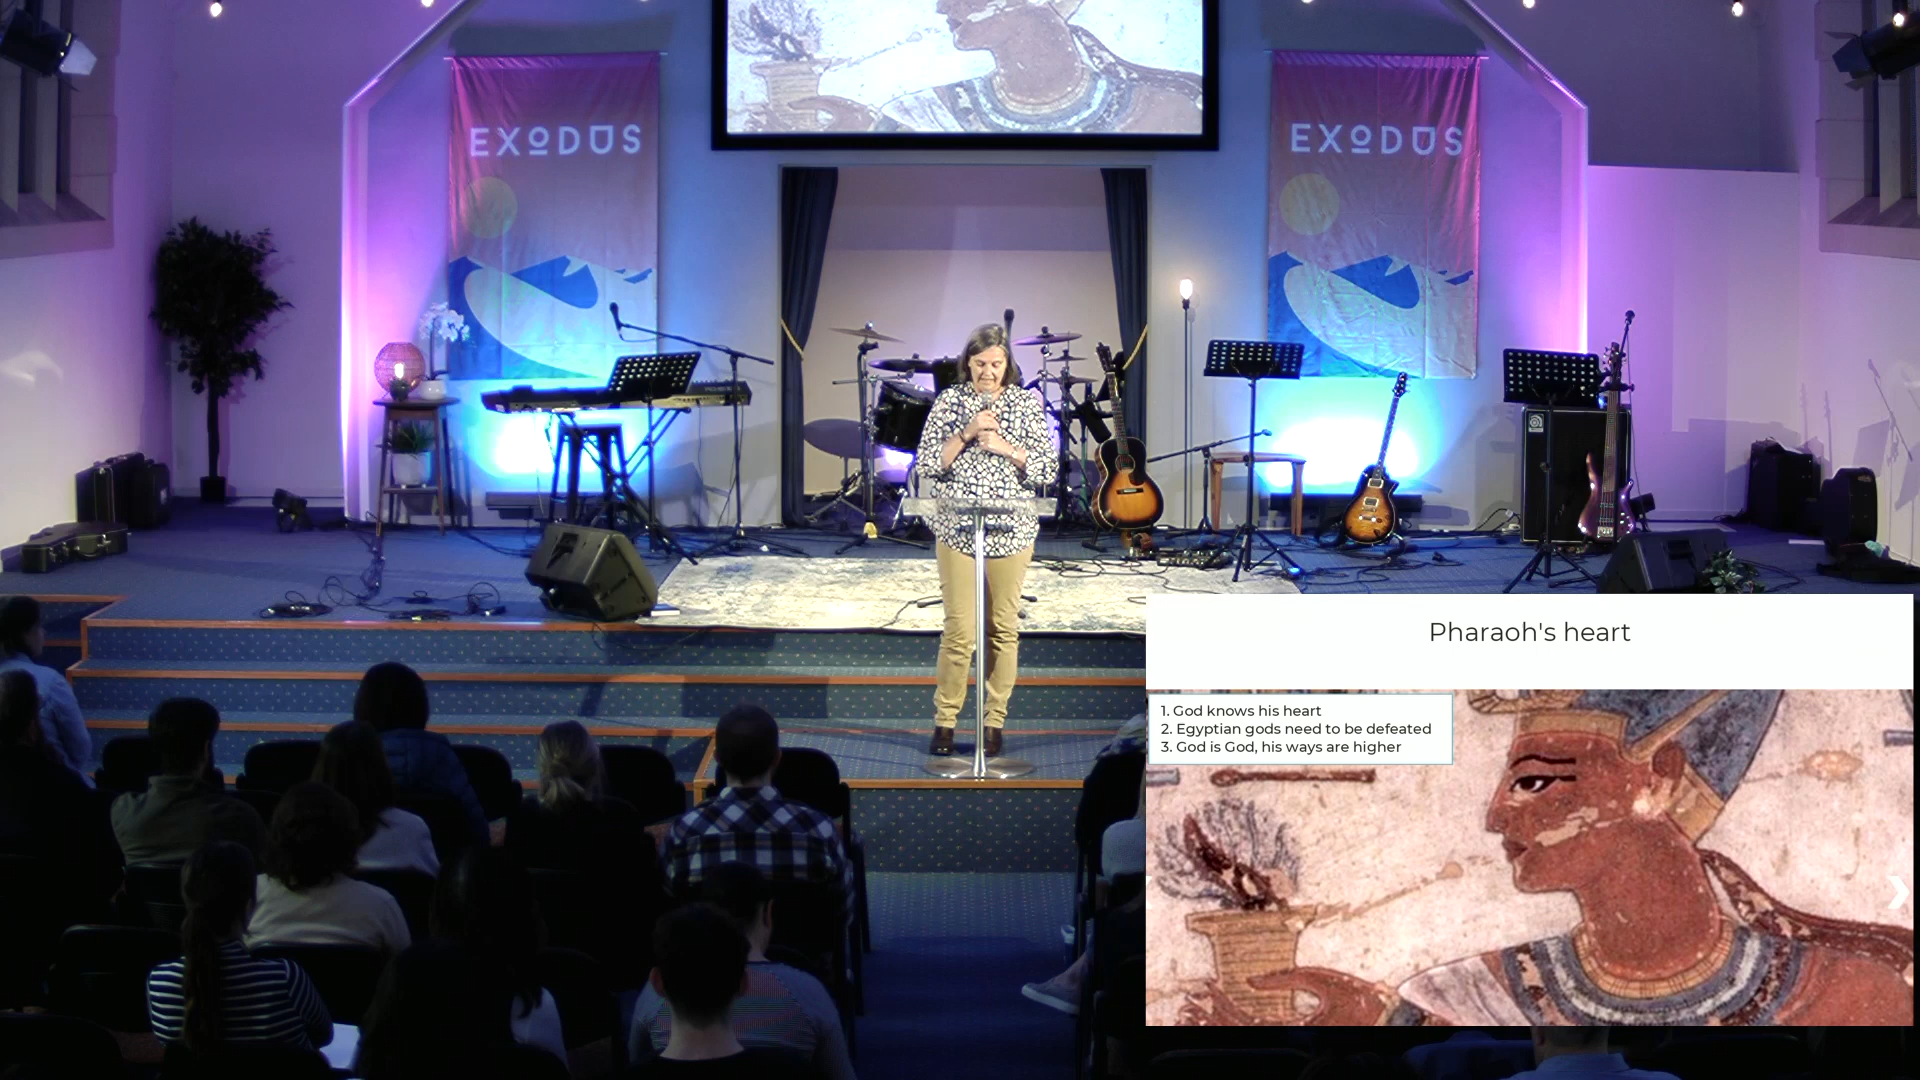 EXODUS
EXODUS
Pharaoh's heart
1. God knows his heart
2. Egyptian gods need to be defeated
3. God is God, his ways are higher